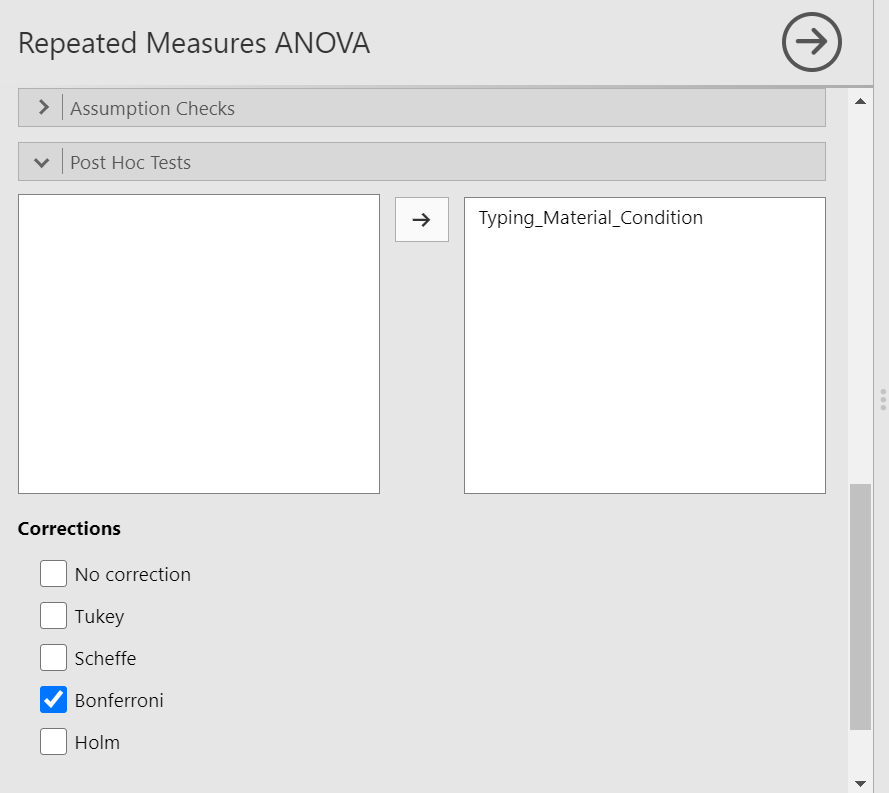 Repeated Measures ANOVA
Assumption Checks
Post Hoc Tests
Typing_Material_Condition
Corrections
No correction
Tukey
Scheffe
Bonferroni
Holm